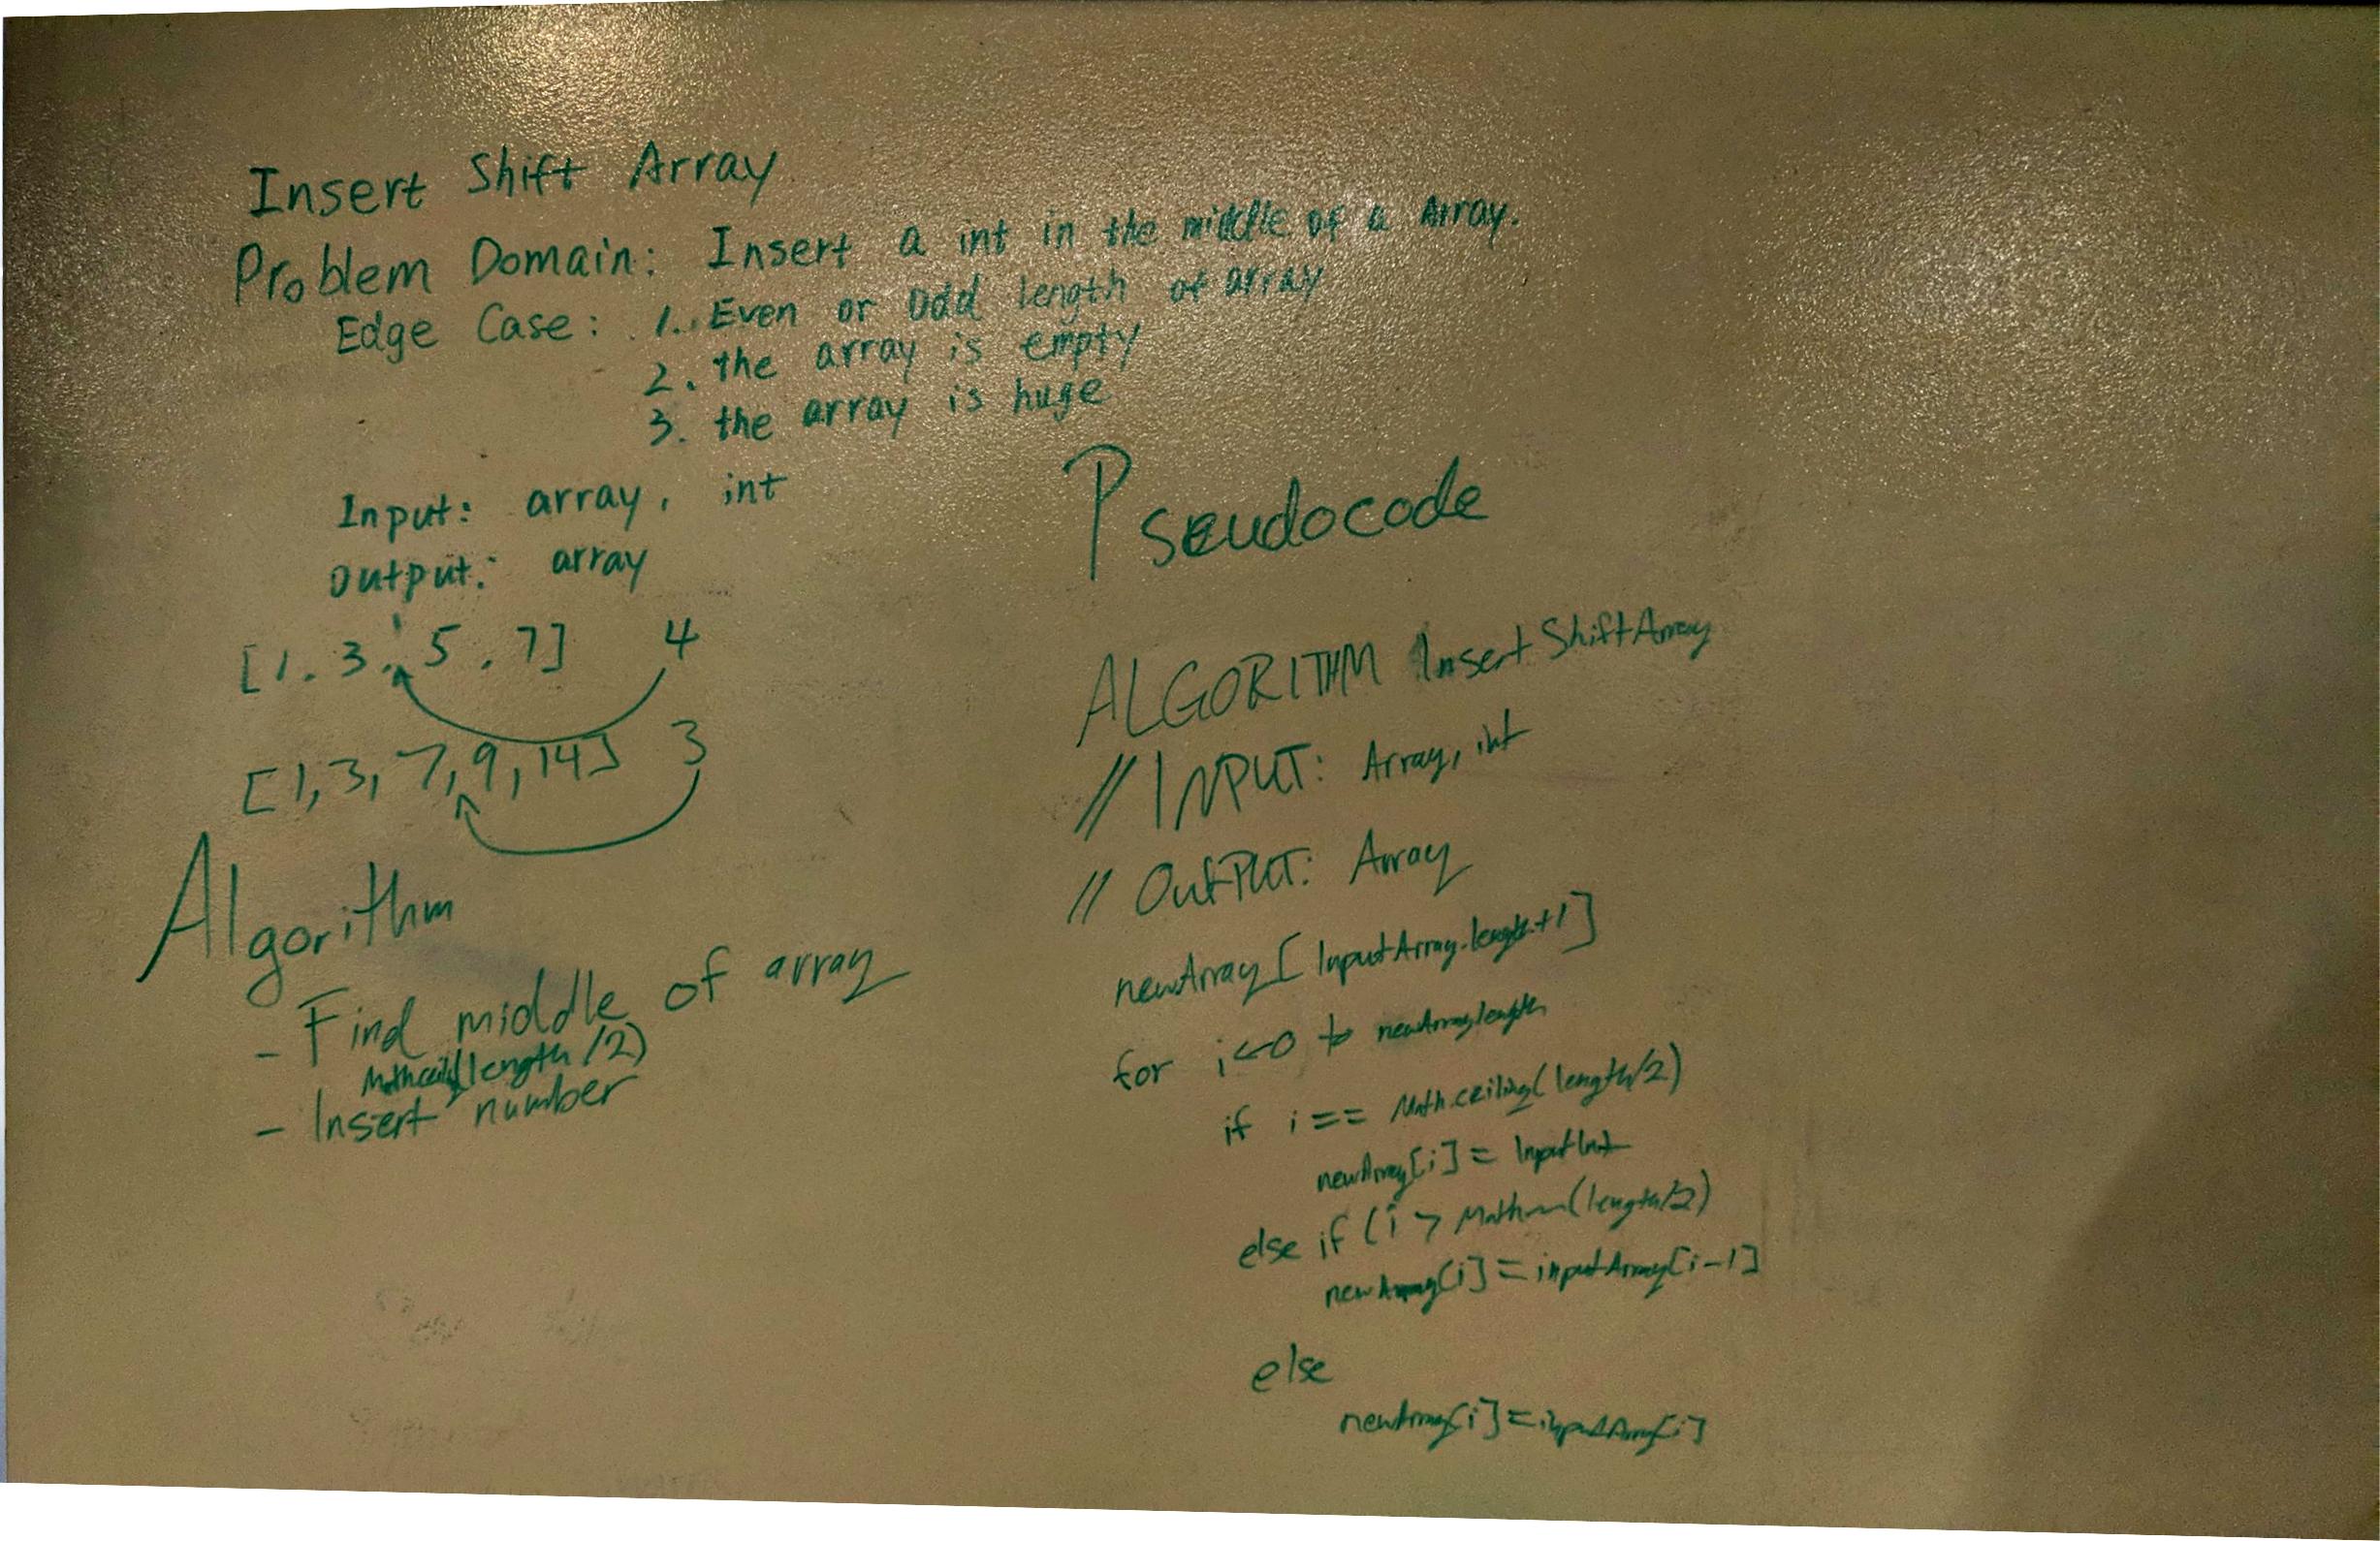 Insert Shift Array
Problem Domain: Insert a int in the middle of a Array.
Edge Case: 1. Even or Odd length of array
2. the array is empty
3. the array is huge
Input: array, int
Output: array
[1, 3, 5, 7] 4
[1, 3, 7, 9, 14] 3
Algorithm
- Find middle of array
Math.ceiling(length/2)
- Insert number
Pseudocode
ALGORITHM InsertShiftArray
// INPUT: Array, int
// OutPUT: Array
newArray[InputArray.length+1]
for i<-0 to newArray.length
if i == Math.ceiling(length/2)
newArray[i] = InputInt
else if (i > (length/2)
newArray[i] = inputArray[i-1]
else
newArray[i] = inputArray[i]